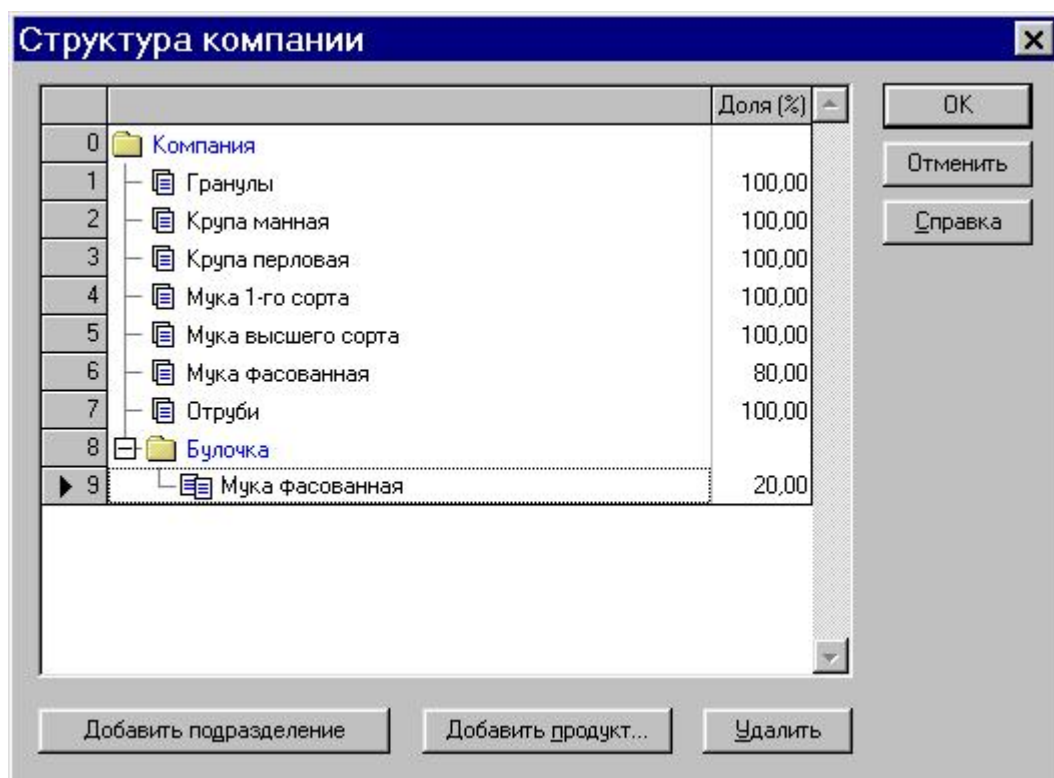 Структура компании
Доля (%)
0 Компания
1 Гранулы 100,00
2 Крупа манная 100,00
3 Крупа перловая 100,00
4 Мука 1-го сорта 100,00
5 Мука высшего сорта 100,00
6 Мука фасованная 80,00
7 Отруби 100,00
8 Булочка
9 Мука фасованная 20,00
OK
Отменить
Справка
Добавить подразделение
Добавить продукт...
Удалить